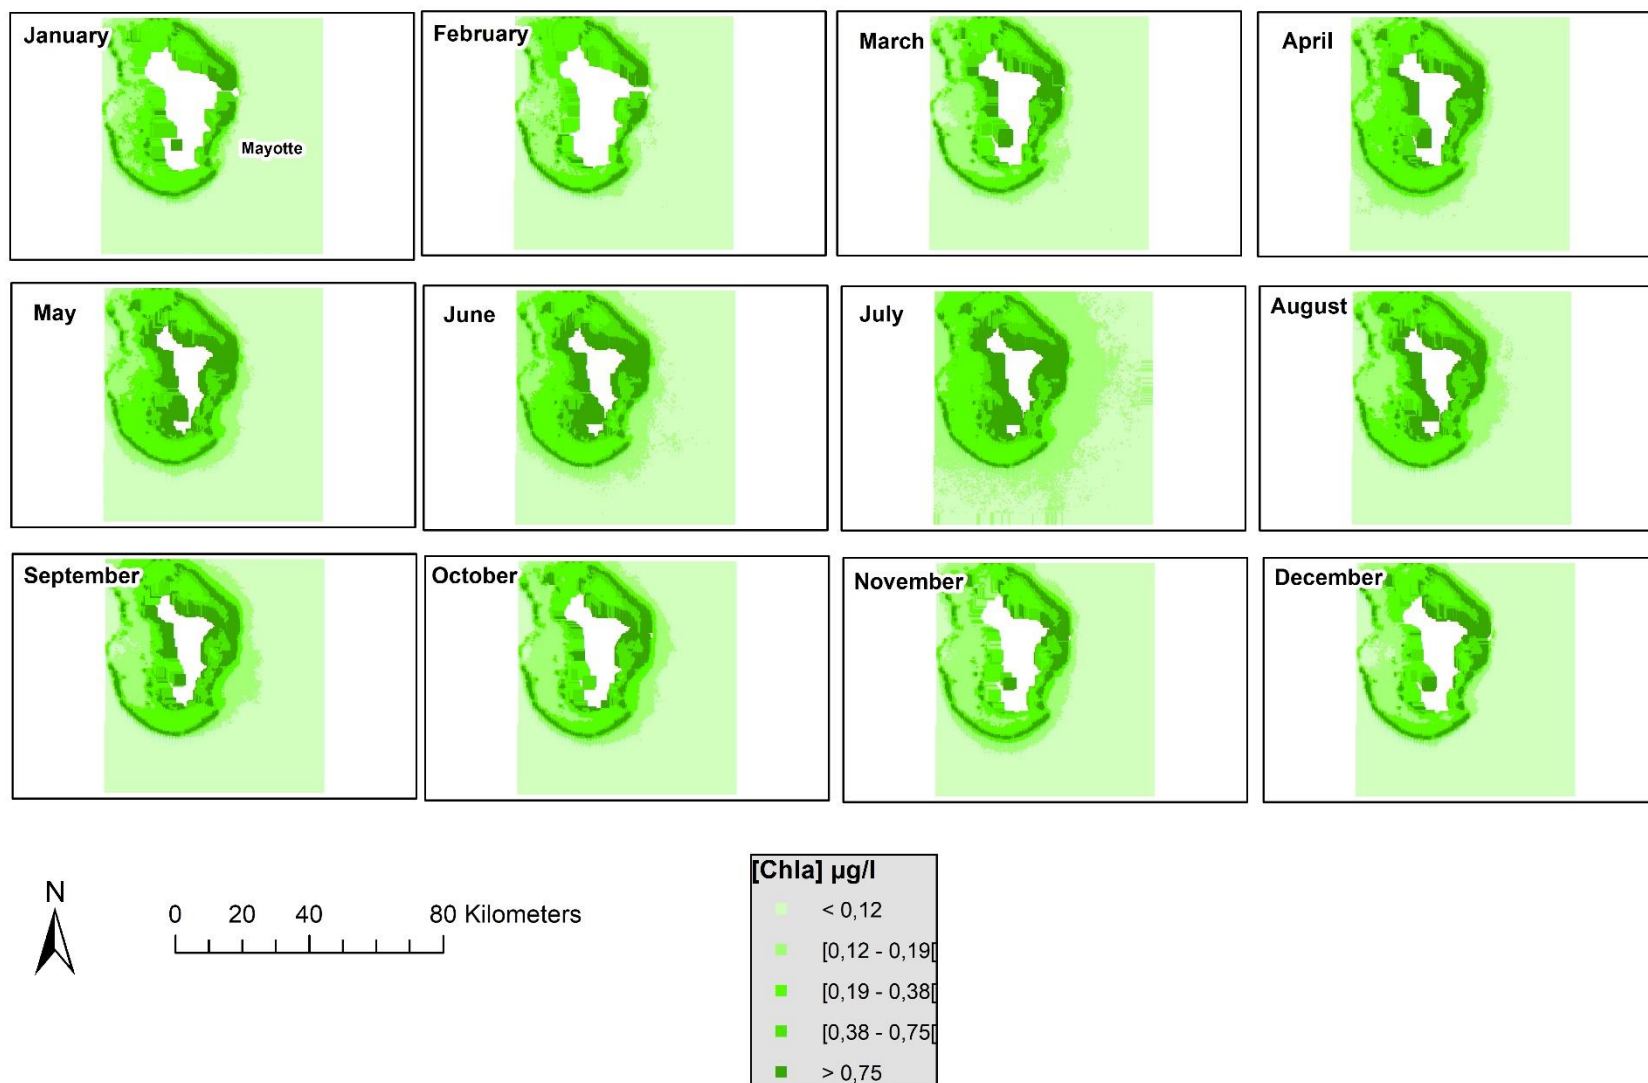 January
February
March
April
Mayotte
May
June
July
August
September
October
November
December
N
0 20 40 80 Kilometers
[Chla] µg/l
< 0,12
[0,12 - 0,19[
[0,19 - 0,38[
[0,38 - 0,75[
> 0,75